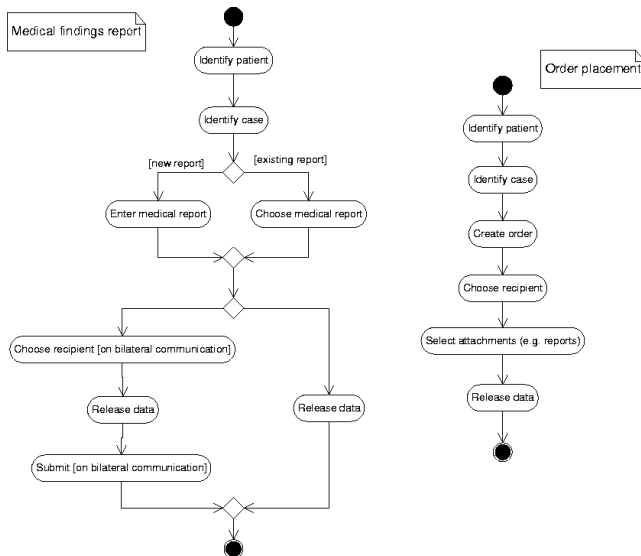 Medical findings report
Identify patient
Identify case
[new report]
[existing report]
Enter medical report
Choose medical report
Choose recipient [on bilateral communication]
Release data
Release data
Submit [on bilateral communication]
Order placement
Identify patient
Identify case
Create order
Choose recipient
Select attachments (e.g. reports)
Release data